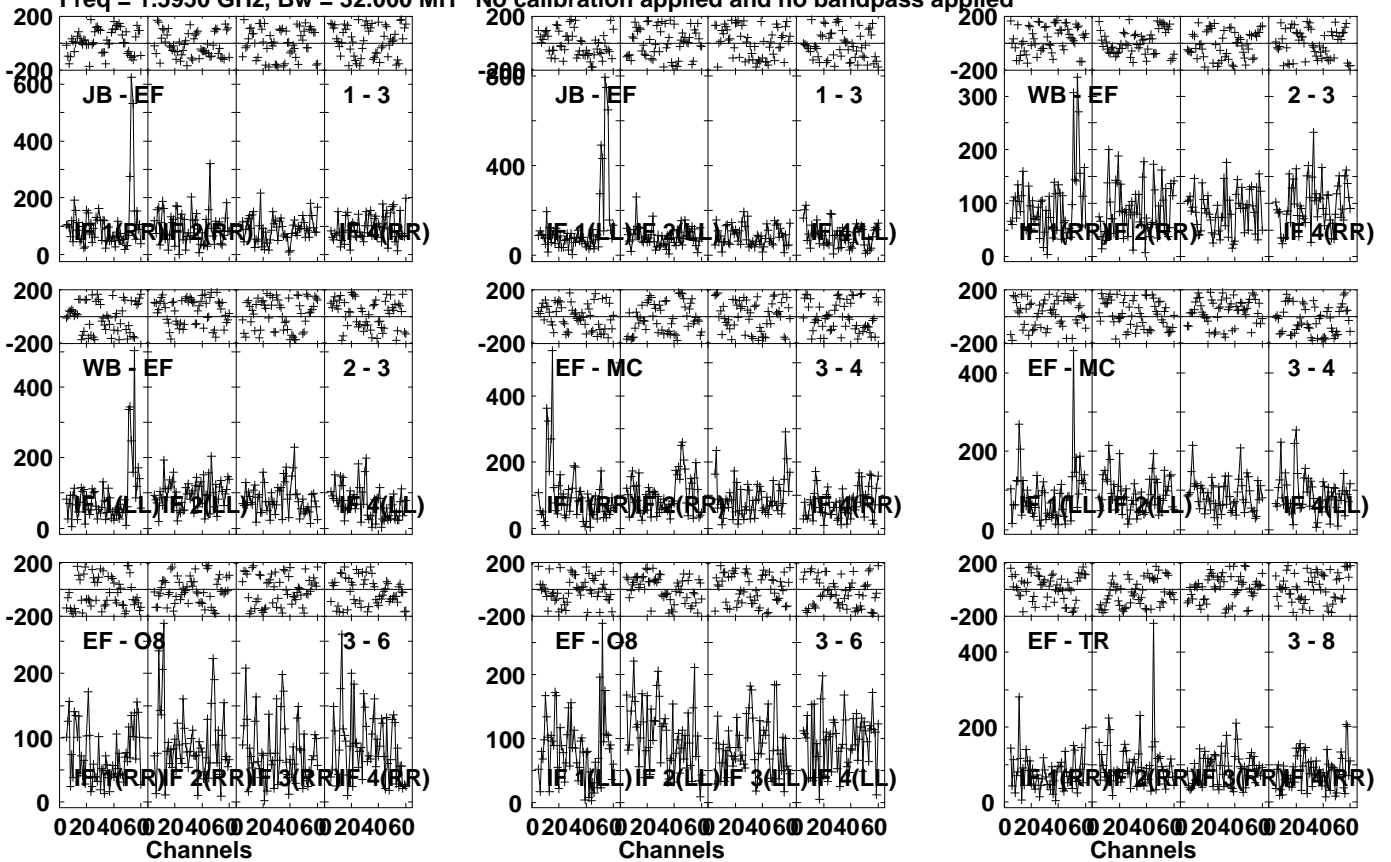 Freq = 1.5950 GHz, Bw = 32.000 MH No calibration applied and no bandpass applied
200
-200
600
400
200
0
JB - EF 1 - 3
IF 1(RR) IF 2(RR) IF 4(RR)
200
-200
800
400
0
JB - EF 1 - 3
IF 1(LL) IF 2(LL) IF 4(LL)
200
-200
300
200
100
0
WB - EF 2 - 3
IF 1(RR) IF 2(RR) IF 4(RR)
200
-200
400
200
0
WB - EF 2 - 3
IF 1(LL) IF 2(LL) IF 4(LL)
200
-200
400
200
0
EF - MC 3 - 4
IF 1(RR) IF 2(RR) IF 4(RR)
200
-200
400
200
0
EF - MC 3 - 4
IF 1(LL) IF 2(LL) IF 4(LL)
200
-200
200
100
0
EF - O8 3 - 6
IF 1(RR) IF 2(RR) IF 3(RR) IF 4(RR)
0 20 40 60 0 20 40 60 0 20 40 60 0 20 40 60
Channels
200
-200
200
100
0
EF - O8 3 - 6
IF 1(LL) IF 2(LL) IF 3(LL) IF 4(LL)
0 20 40 60 0 20 40 60 0 20 40 60 0 20 40 60
Channels
200
-200
400
200
0
EF - TR 3 - 8
IF 1(RR) IF 2(RR) IF 3(RR) IF 4(RR)
0 20 40 60 0 20 40 60 0 20 40 60 0 20 40 60
Channels